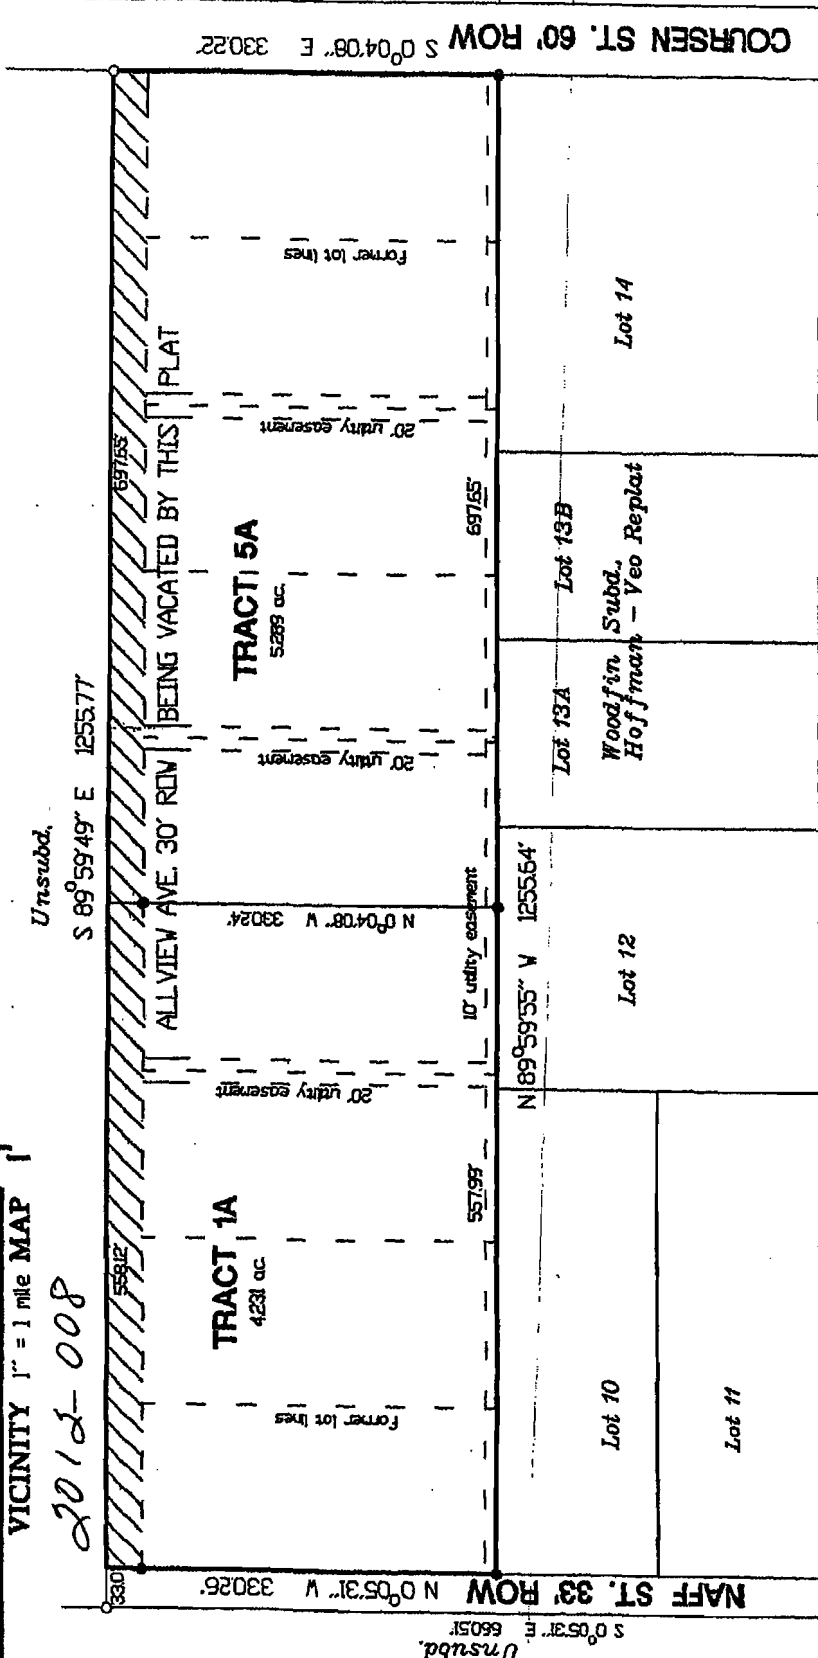 VICINITY 1" = 1 mile MAP
2012-008
Unsubd.
S 89°59'49" E 1255.77'
558.12'
697.65'
33.0
ALLVIEW AVE. 30' ROW BEING VACATED BY THIS PLAT
TRACT 1A
4.231 ac.
TRACT 5A
5.289 ac.
Former lot lines
20' utility easement
N 0°04'08" W 330.24'
20' utility easement
20' utility easement
Former lot lines
10' utility easement
557.99'
697.65'
N 89°59'55" W 1255.64'
NAFF ST. 33' ROW
N 0°05'31" W 330.26'
S 0°05'31" E 660.51'
Unsubd.
COURSEN ST. 60' ROW
S 0°04'08" E 330.22'
Lot 10
Lot 11
Lot 12
Lot 13A
Lot 13B
Woodfin Subd.,
Hoffman - Veo Replat
Lot 14